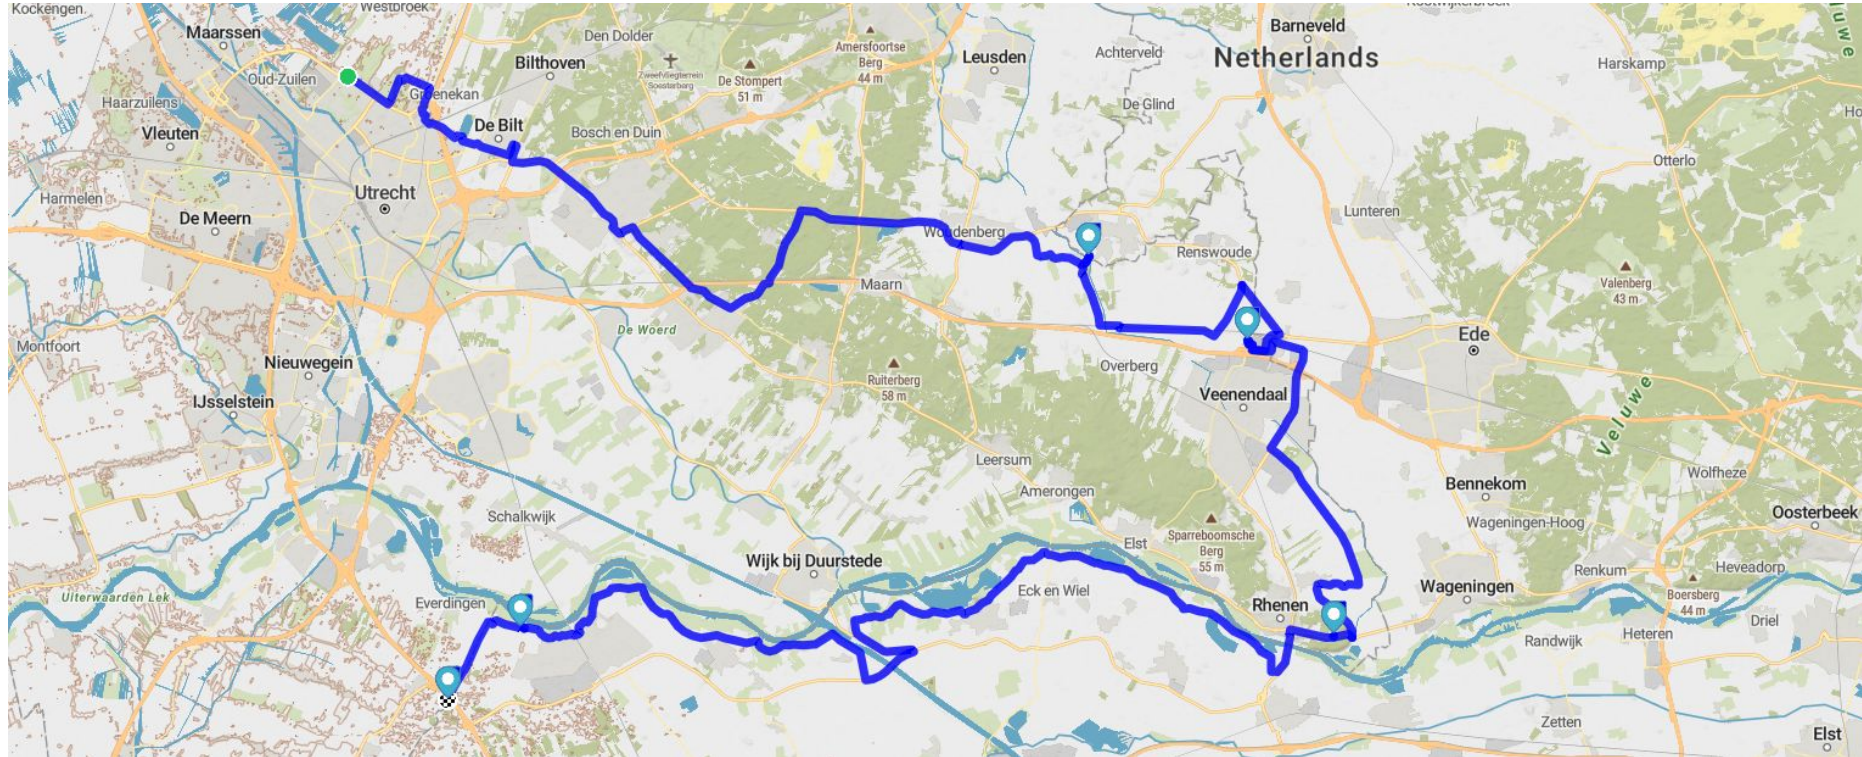 Kockengen
Westbroek
Maarssen
Den Dolder
Amersfoortse
Berg
44 m
Leusden
Achterveld
Barneveld
Netherlands
Harskamp
Oud-Zuilen
Bilthoven
Zweefvliegterrein
Soesterberg
De Stompert
51 m
Haarzuilens
Groenekan
De Glind
Vleuten
De Bilt
Bosch en Duin
Otterlo
Harmelen
Utrecht
De Meern
Woudenberg
Lunteren
Renswoude
Maarn
Valenberg
43 m
De Woerd
Montfoort
Nieuwegein
Ede
Overberg
Ruiterberg
58 m
IJsselstein
Veenendaal
Veluwe
Leersum
Wolfheze
Bennekom
Amerongen
Schalkwijk
Oosterbeek
Wageningen-Hoog
Sparreboomsche
Berg
55 m
Elst
Wijk bij Duurstede
Renkum
Heveadorp
Uiterwaarden Lek
Everdingen
Eck en Wiel
Wageningen
Boersberg
44 m
Rhenen
Driel
Randwijk
Heteren
Zetten
Elst